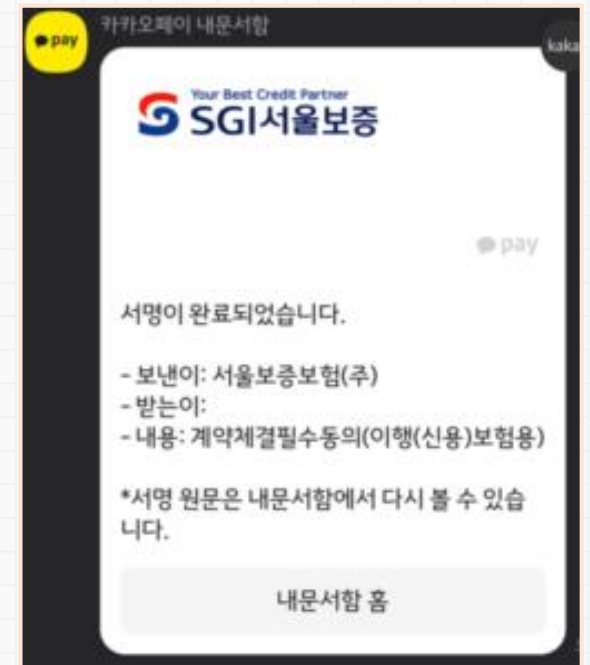 pay
카카오페이 내문서함
kaka
Your Best Credit Partner
SGI서울보증
pay
서명이 완료되었습니다.
- 보낸이: 서울보증보험(주)
- 받는이:
- 내용: 계약체결필수동의(이행(신용)보험용)
*서명 원문은 내문서함에서 다시 볼 수 있습
니다.
내문서함 홈